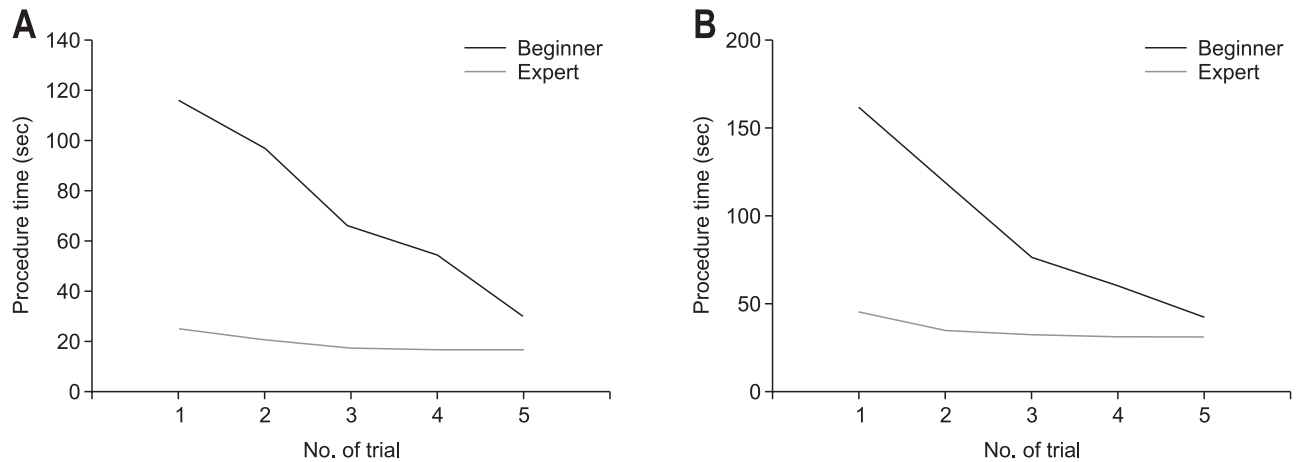 A
Procedure time (sec)
140
120
100
80
60
40
20
0
1 2 3 4 5
No. of trial
Beginner
Expert
B
Procedure time (sec)
200
150
100
50
0
1 2 3 4 5
No. of trial
Beginner
Expert